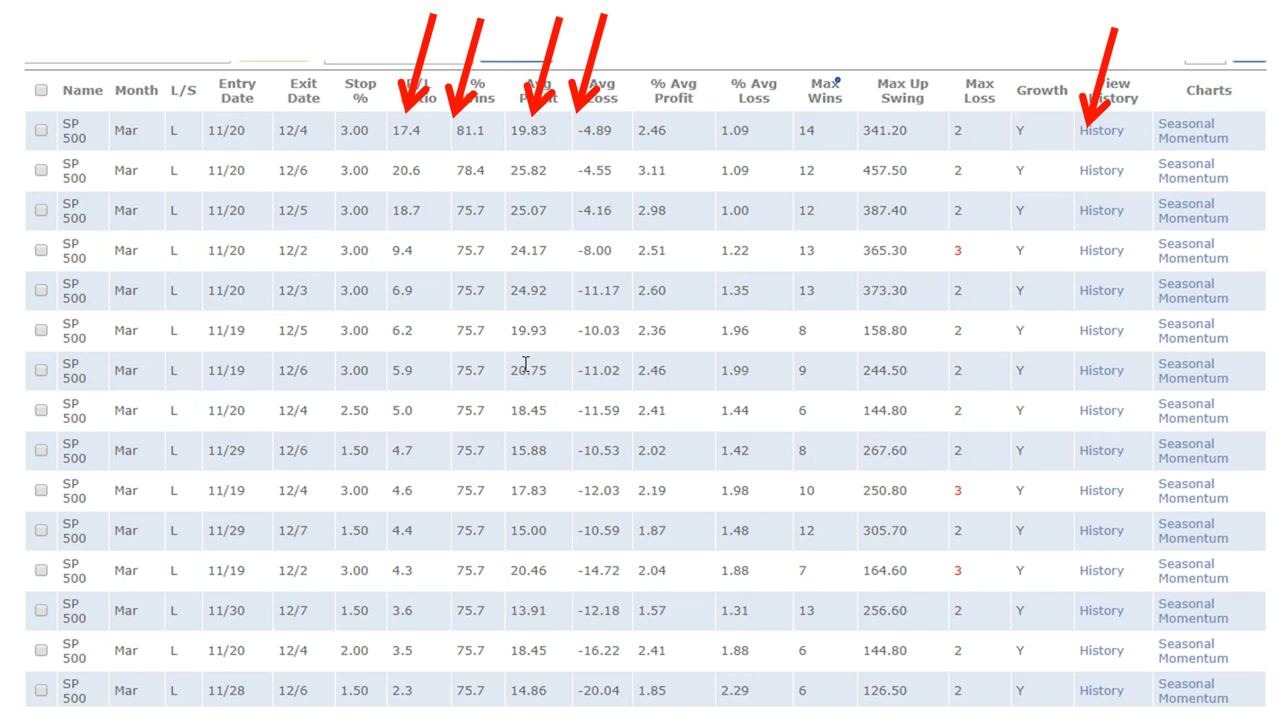 Name Month L/S Entry Date Exit Date Stop % % Avg Profit % Avg Loss Max Wins Max Up Swing Max Loss Growth Charts
SP 500 Mar L 11/20 12/4 3.00 17.4 81.1 19.83 -4.89 2.46 1.09 14 341.20 2 Y History Seasonal Momentum
SP 500 Mar L 11/20 12/6 3.00 20.6 78.4 25.82 -4.55 3.11 1.09 12 457.50 2 Y History Seasonal Momentum
SP 500 Mar L 11/20 12/5 3.00 18.7 75.7 25.07 -4.16 2.98 1.00 12 387.40 2 Y History Seasonal Momentum
SP 500 Mar L 11/20 12/2 3.00 9.4 75.7 24.17 -8.00 2.51 1.22 13 365.30 3 Y History Seasonal Momentum
SP 500 Mar L 11/20 12/3 3.00 6.9 75.7 24.92 -11.17 2.60 1.35 13 373.30 2 Y History Seasonal Momentum
SP 500 Mar L 11/19 12/5 3.00 6.2 75.7 19.93 -10.03 2.36 1.96 8 158.80 2 Y History Seasonal Momentum
SP 500 Mar L 11/19 12/6 3.00 5.9 75.7 20.75 -11.02 2.46 1.99 9 244.50 2 Y History Seasonal Momentum
SP 500 Mar L 11/20 12/4 2.50 5.0 75.7 18.45 -11.59 2.41 1.44 6 144.80 2 Y History Seasonal Momentum
SP 500 Mar L 11/29 12/6 1.50 4.7 75.7 15.88 -10.53 2.02 1.42 8 267.60 2 Y History Seasonal Momentum
SP 500 Mar L 11/19 12/4 3.00 4.6 75.7 17.83 -12.03 2.19 1.98 10 250.80 3 Y History Seasonal Momentum
SP 500 Mar L 11/29 12/7 1.50 4.4 75.7 15.00 -10.59 1.87 1.48 12 305.70 2 Y History Seasonal Momentum
SP 500 Mar L 11/19 12/2 3.00 4.3 75.7 20.46 -14.72 2.04 1.88 7 164.60 3 Y History Seasonal Momentum
SP 500 Mar L 11/30 12/7 1.50 3.6 75.7 13.91 -12.18 1.57 1.31 13 256.60 2 Y History Seasonal Momentum
SP 500 Mar L 11/20 12/4 2.00 3.5 75.7 18.45 -16.22 2.41 1.88 6 144.80 2 Y History Seasonal Momentum
SP 500 Mar L 11/28 12/6 1.50 2.3 75.7 14.86 -20.04 1.85 2.29 6 126.50 2 Y History Seasonal Momentum